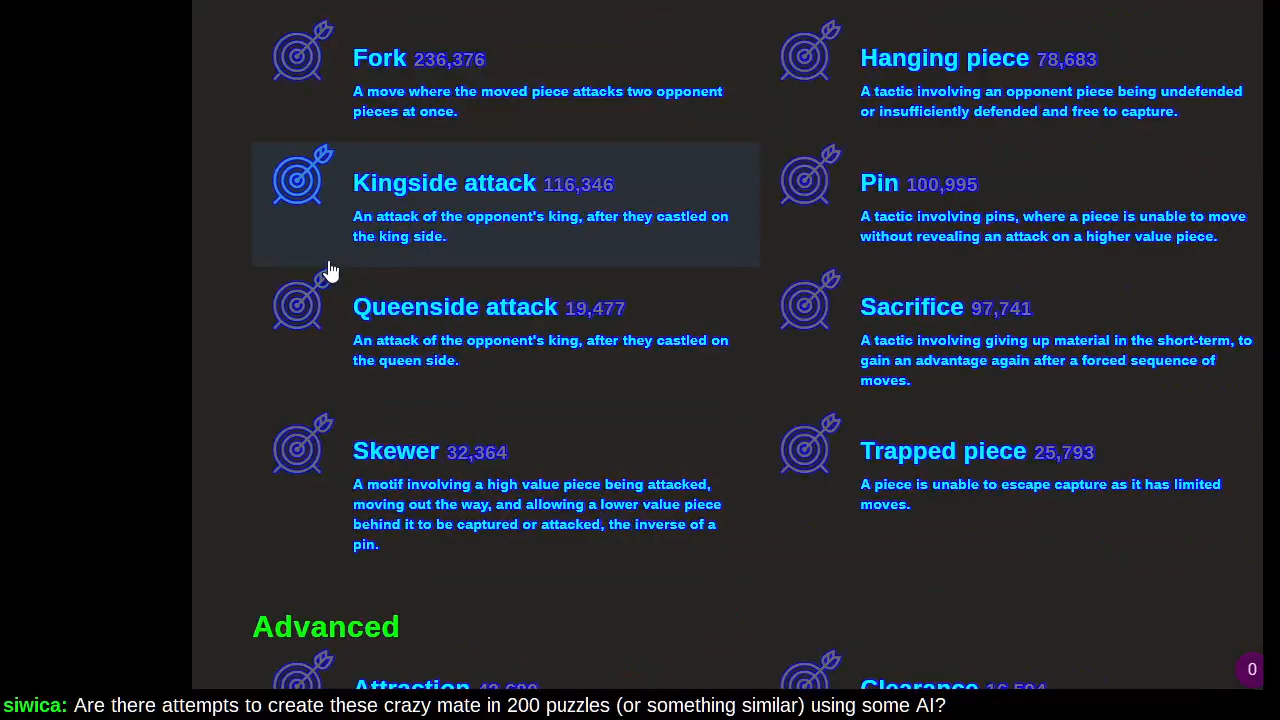 Fork 236,376
A move where the moved piece attacks two opponent
pieces at once.
Hanging piece 78,683
A tactic involving an opponent piece being undefended
or insufficiently defended and free to capture.
Kingside attack 116,346
An attack of the opponent's king, after they castled on
the king side.
Pin 100,995
A tactic involving pins, where a piece is unable to move
without revealing an attack on a higher value piece.
Queenside attack 19,477
An attack of the opponent's king, after they castled on
the queen side.
Sacrifice 97,741
A tactic involving giving up material in the short-term, to
gain an advantage again after a forced sequence of
moves.
Skewer 32,364
A motif involving a high value piece being attacked,
moving out the way, and allowing a lower value piece
behind it to be captured or attacked, the inverse of a
pin.
Trapped piece 25,793
A piece is unable to escape capture as it has limited
moves.
Advanced
Attraction
Clearance
0
siwica: Are there attempts to create these crazy mate in 200 puzzles (or something similar) using some AI?